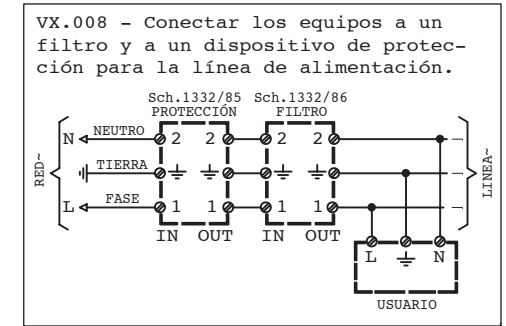 VX.008 - Conectar los equipos a un
filtro y a un dispositivo de protec-
ción para la línea de alimentación.
Sch.1332/85 Sch.1332/86
PROTECCIÓN FILTRO
RED~
N NEUTRO 2 2 2 2
TIERRA
L FASE 1 1 1 1
IN OUT IN OUT
LINEA~
L N
USUARIO